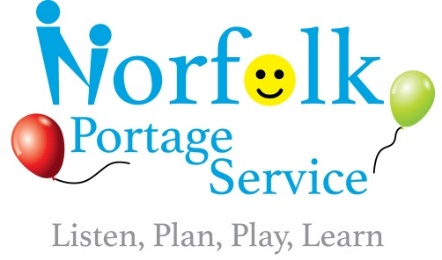 Norfolk
Portage
Service
Listen, Plan, Play, Learn